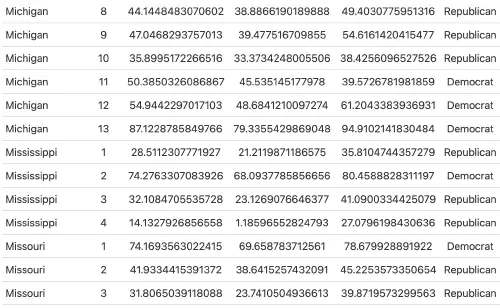 Michigan 8 44.1448483070602 38.8866190189888 49.4030775951316 Republican
Michigan 9 47.0468293757013 39.477516709855 54.6161420415477 Republican
Michigan 10 35.8995172266516 33.3734248005506 38.4256096527526 Republican
Michigan 11 50.3850326086867 45.535145177978 39.5726781981859 Democrat
Michigan 12 54.9442297017103 48.6841210097274 61.2043383936931 Democrat
Michigan 13 87.1228785849766 79.3355429869048 94.9102141830484 Democrat
Mississippi 1 28.5112307771927 21.2119871186575 35.8104744357279 Republican
Mississippi 2 74.2763307083926 68.0937785856656 80.4588828311197 Democrat
Mississippi 3 32.1084705535728 23.1269076646377 41.0900334425079 Republican
Mississippi 4 14.1327926856558 1.18596552824793 27.0796198430636 Republican
Missouri 1 74.1693563022415 69.658783712561 78.679928891922 Democrat
Missouri 2 41.9334415391372 38.6415257432091 45.2253573350654 Republican
Missouri 3 31.8065039118088 23.7410504936613 39.8719573299563 Republican